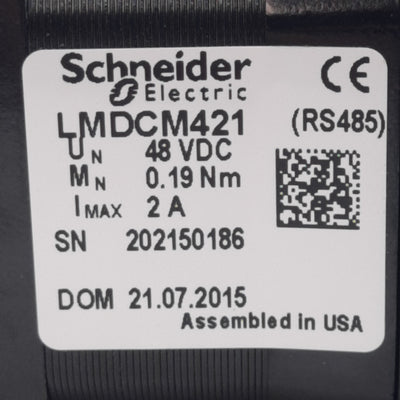 Schneider
Electric
CE
LMDCM421 (RS485)
UN 48 VDC
MN 0.19 Nm
IMAX 2 A
SN 202150186
DOM 21.07.2015
Assembled in USA